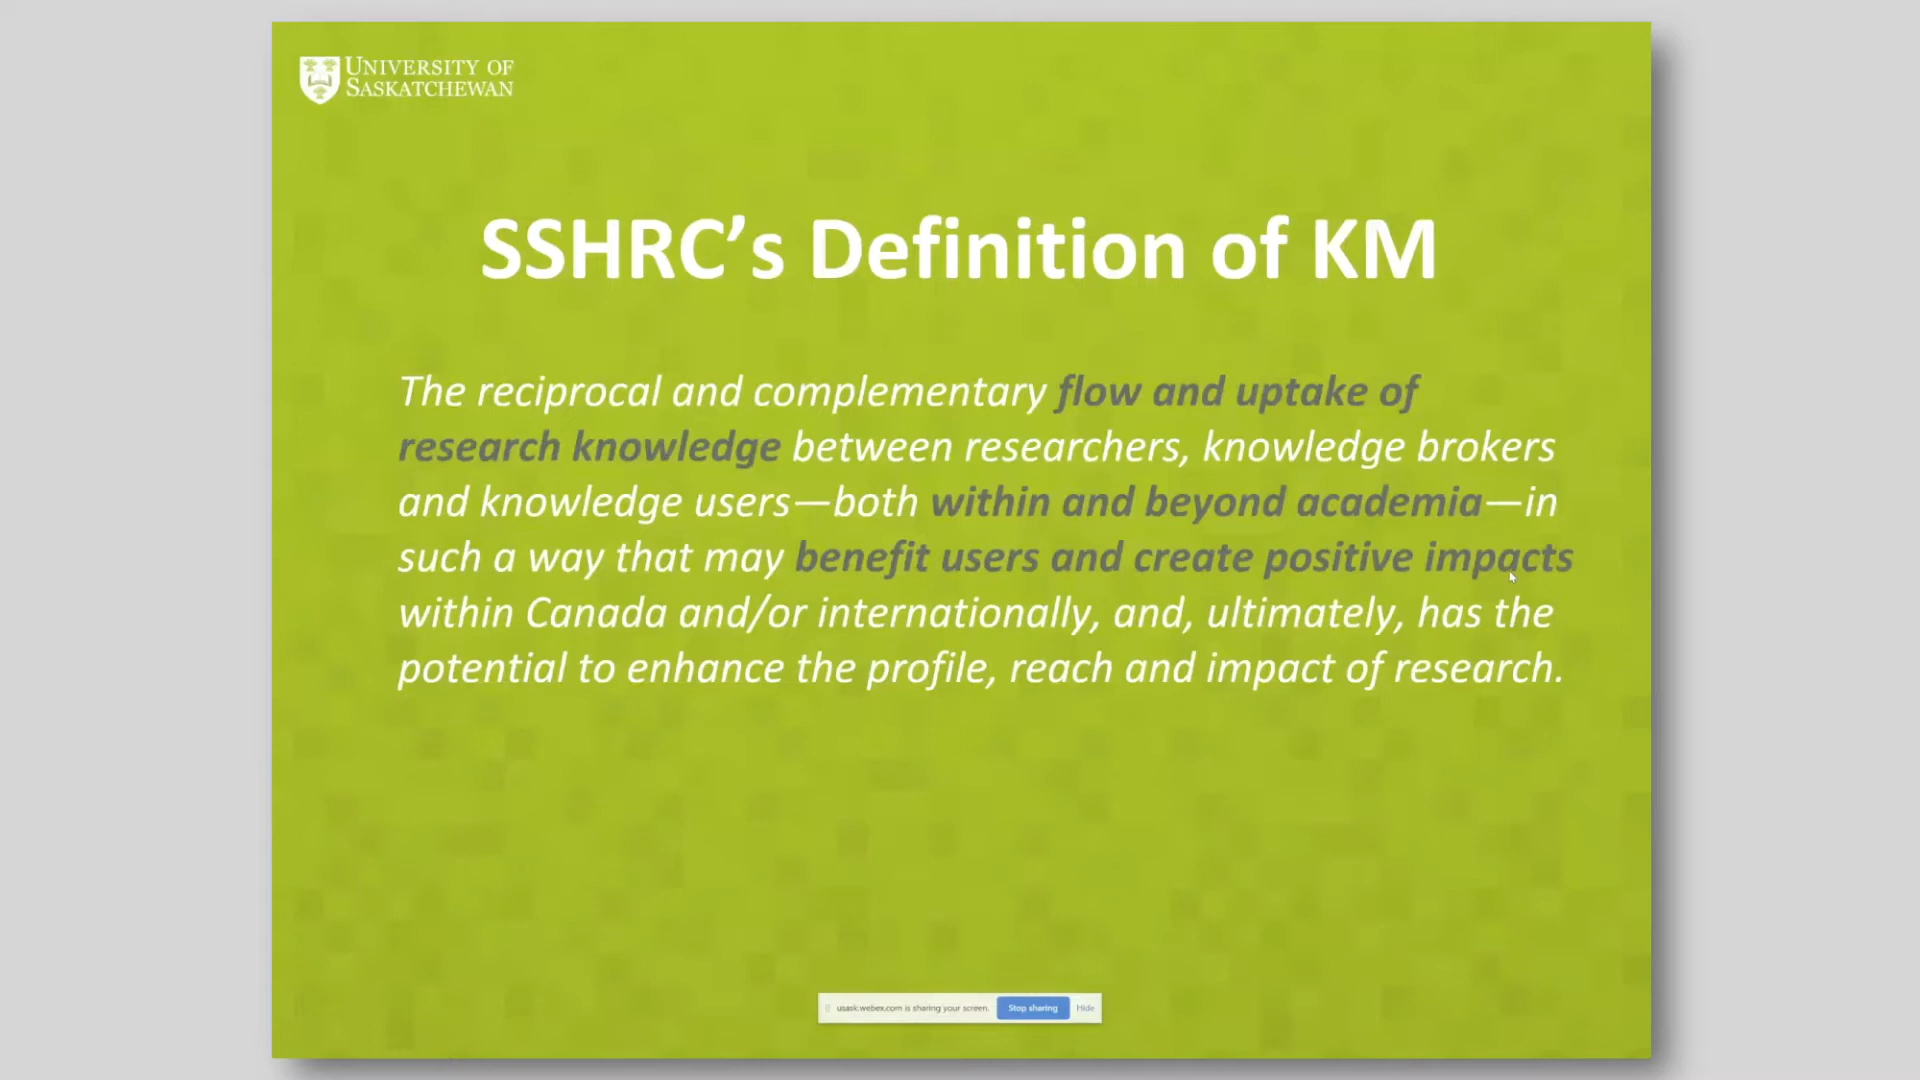 UNIVERSITY OF
SASKATCHEWAN
SSHRC’s Definition of KM
The reciprocal and complementary flow and uptake of
research knowledge between researchers, knowledge brokers
and knowledge users—both within and beyond academia—in
such a way that may benefit users and create positive impacts
within Canada and/or internationally, and, ultimately, has the
potential to enhance the profile, reach and impact of research.
usask.webex.com is sharing your screen. Stop sharing Hide